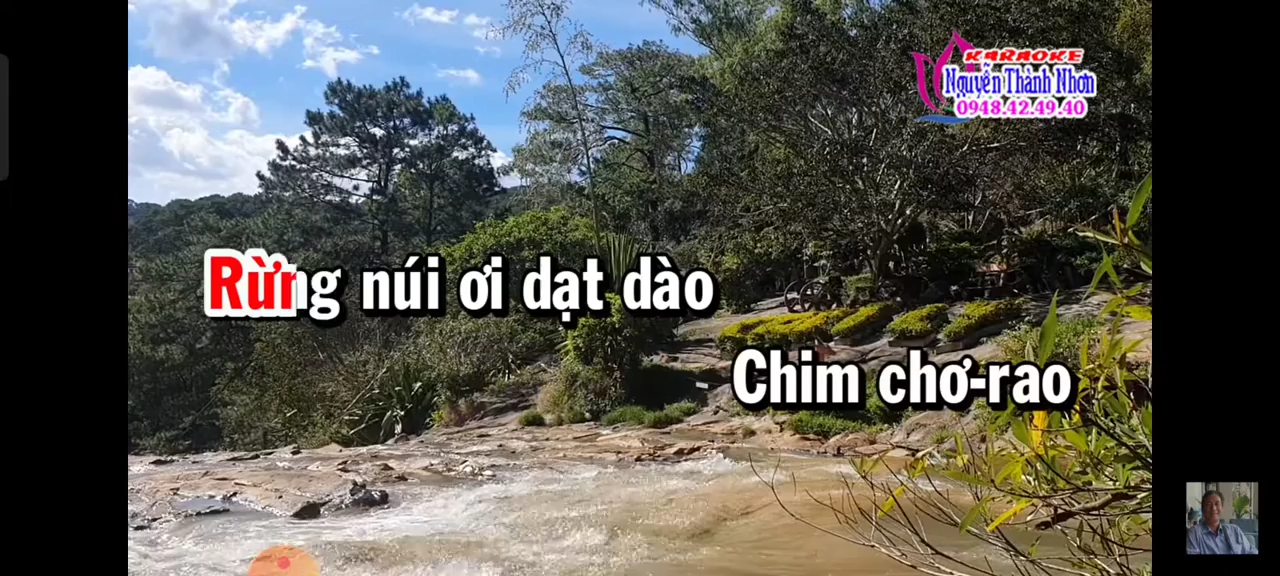 KARAOKE
Nguyễn Thành Nhơn
0948.42.49.40
Rừng núi ơi dạt dào
Chim chơ-rao